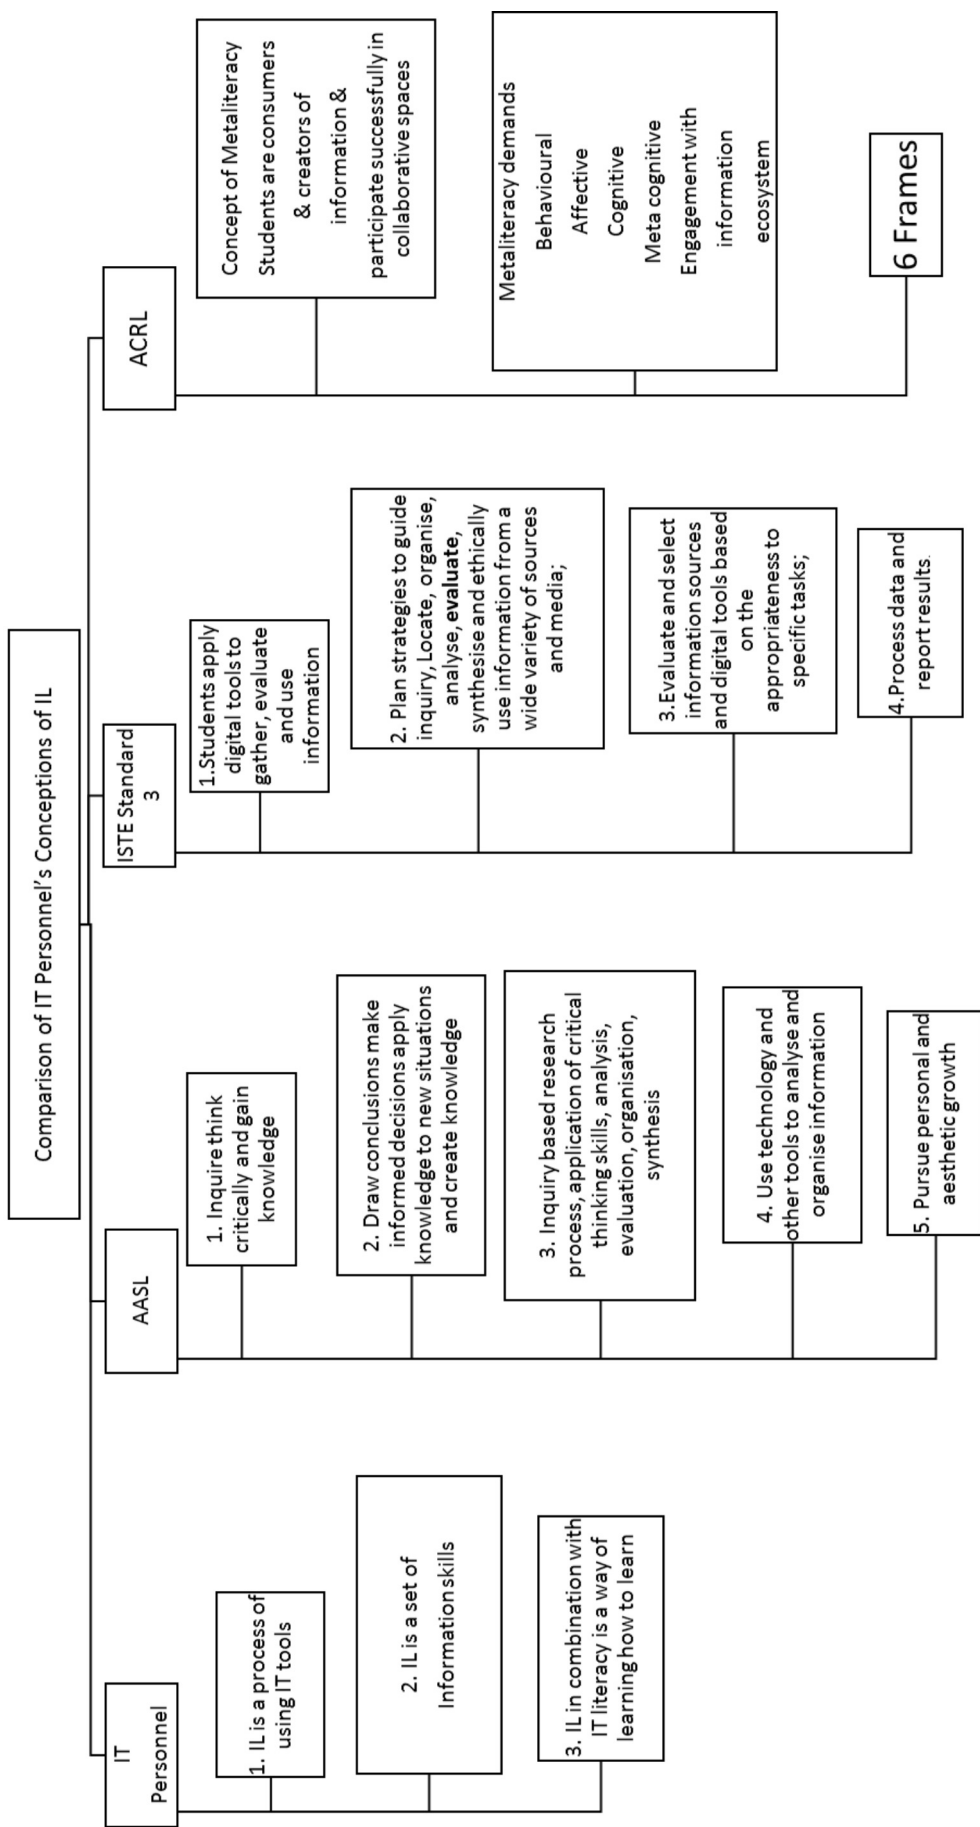 Comparison of IT Personnel's Conceptions of IL
IT
Personnel
1. IL is a process of
using IT tools
2. IL is a set of
Information skills
3. IL in combination with
IT literacy is a way of
learning how to learn
AASL
1. Inquire think
critically and gain
knowledge
2. Draw conclusions make
informed decisions apply
knowledge to new situations
and create knowledge
3. Inquiry based research
process, application of critical
thinking skills, analysis,
evaluation, organisation,
synthesis
4. Use technology and
other tools to analyse and
organise information
5. Pursue personal and
aesthetic growth
ISTE Standard
3
1.Students apply
digital tools to
gather, evaluate
and use
information
2. Plan strategies to guide
inquiry, Locate, organise,
analyse, evaluate,
synthesise and ethically
use information from a
wide variety of sources
and media;
3.Evaluate and select
information sources
and digital tools based
on the
appropriateness to
specific tasks;
4.Process data and
report results.
ACRL
Concept of Metaliteracy
Students are consumers
& creators of
information &
participate successfully in
collaborative spaces
Metaliteracy demands
Behavioural
Affective
Cognitive
Meta cognitive
Engagement with
information
ecosystem
6 Frames